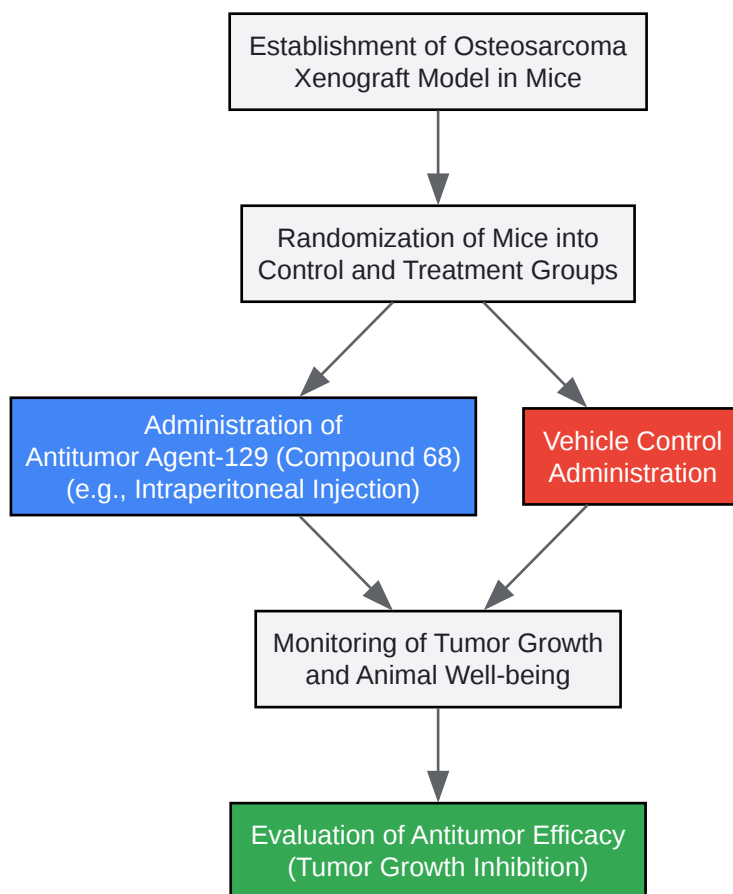 Establishment of Osteosarcoma
Xenograft Model in Mice
Randomization of Mice into
Control and Treatment Groups
Administration of
Antitumor Agent-129 (Compound 68)
(e.g., Intraperitoneal Injection)
Vehicle Control
Administration
Monitoring of Tumor Growth
and Animal Well-being
Evaluation of Antitumor Efficacy
(Tumor Growth Inhibition)